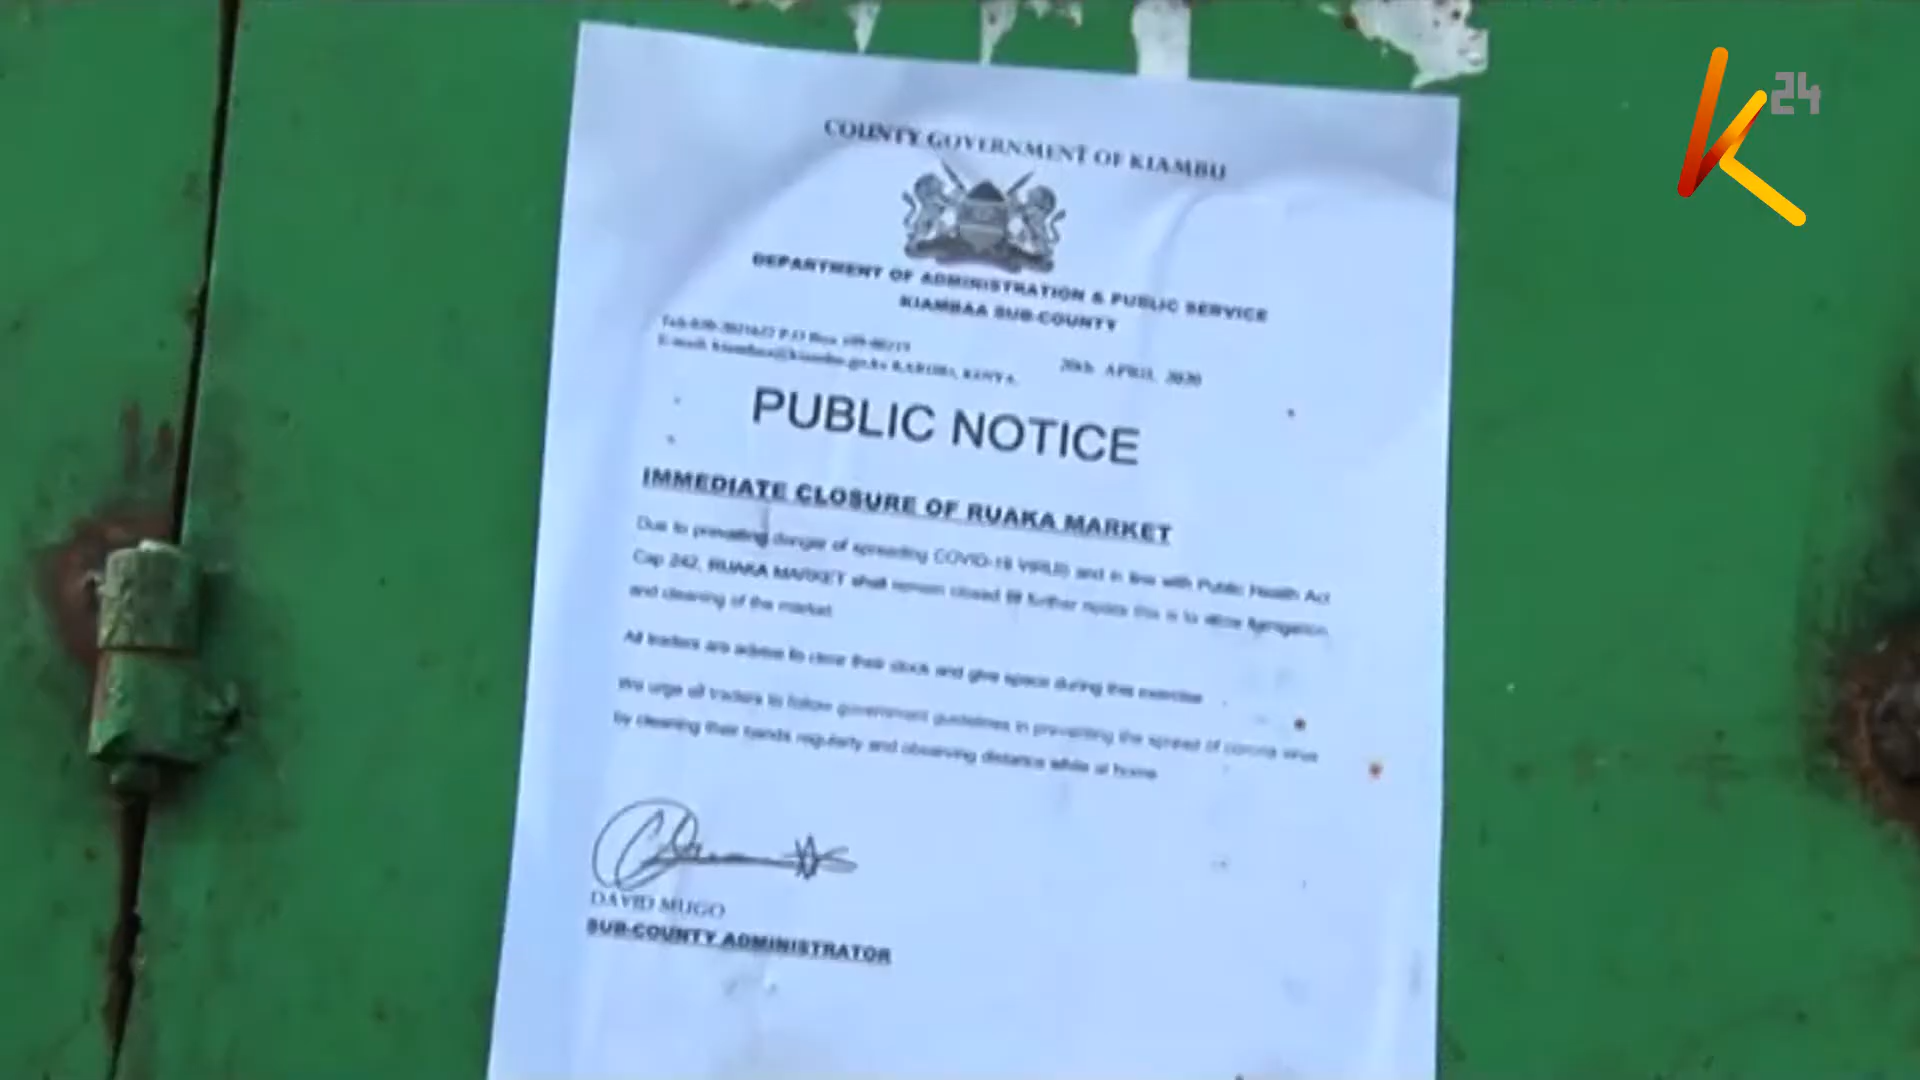 K24
COUNTY GOVERNMENT OF KIAMBU
DEPARTMENT OF ADMINISTRATION & PUBLIC SERVICE
KIAMBAA SUB-COUNTY
P.O Box
E-mail: KENYA.
20th APRIL, 2020
PUBLIC NOTICE
IMMEDIATE CLOSURE OF RUAKA MARKET
Due to prevailing danger of spreading COVID-19 VIRUS and in line with Public Health Act
Cap 242, RUAKA MARKET shall remain closed till further notice this is to allow fumigation
and cleaning of the market.
All traders are advise to clear their stock and give space during this exercise
We urge all traders to follow government guidelines in preventing the spread of corona virus
by cleaning their hands regularly and observing distance while at home
DAVID MUGO
SUB-COUNTY ADMINISTRATOR